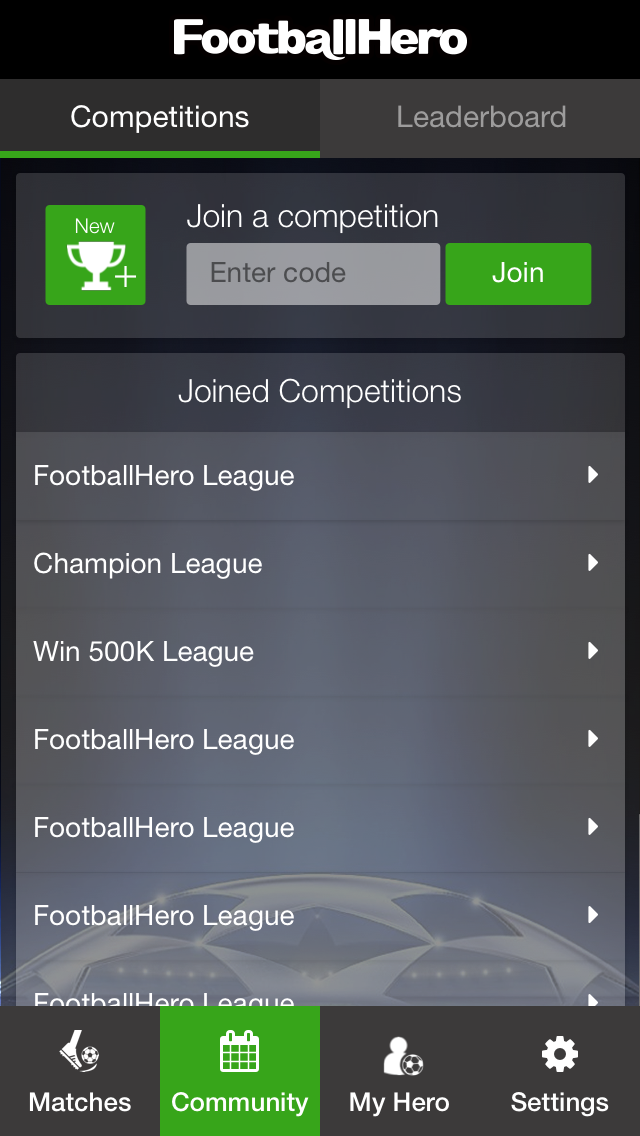 FootballHero
Competitions
Leaderboard
New
Join a competition
Enter code
Join
Joined Competitions
FootballHero League
Champion League
Win 500K League
FootballHero League
FootballHero League
FootballHero League
FootballHero League
Matches
Community
My Hero
Settings